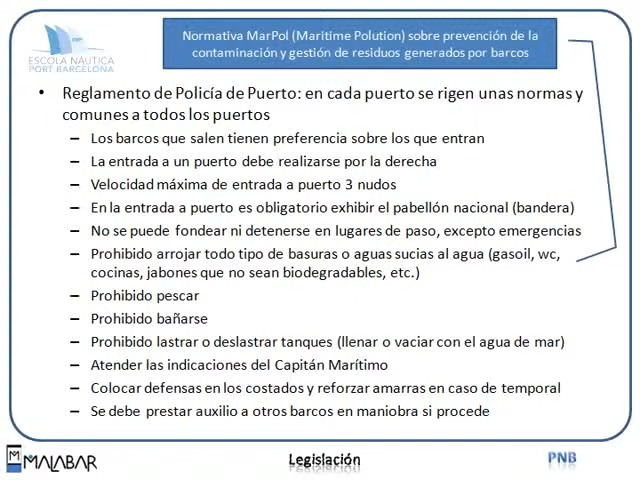 ESCOLA NÀUTICA
PORT BARCELONA
Normativa MarPol (Maritime Polution) sobre prevención de la
contaminación y gestión de residuos generados por barcos
• Reglamento de Policía de Puerto: en cada puerto se rigen unas normas y
comunes a todos los puertos
– Los barcos que salen tienen preferencia sobre los que entran
– La entrada a un puerto debe realizarse por la derecha
– Velocidad máxima de entrada a puerto 3 nudos
– En la entrada a puerto es obligatorio exhibir el pabellón nacional (bandera)
– No se puede fondear ni detenerse en lugares de paso, excepto emergencias
– Prohibido arrojar todo tipo de basuras o aguas sucias al agua (gasoil, wc,
cocinas, jabones que no sean biodegradables, etc.)
– Prohibido pescar
– Prohibido bañarse
– Prohibido lastrar o deslastrar tanques (llenar o vaciar con el agua de mar)
– Atender las indicaciones del Capitán Marítimo
– Colocar defensas en los costados y reforzar amarras en caso de temporal
– Se debe prestar auxilio a otros barcos en maniobra si procede
MALABAR
Legislación
PNB